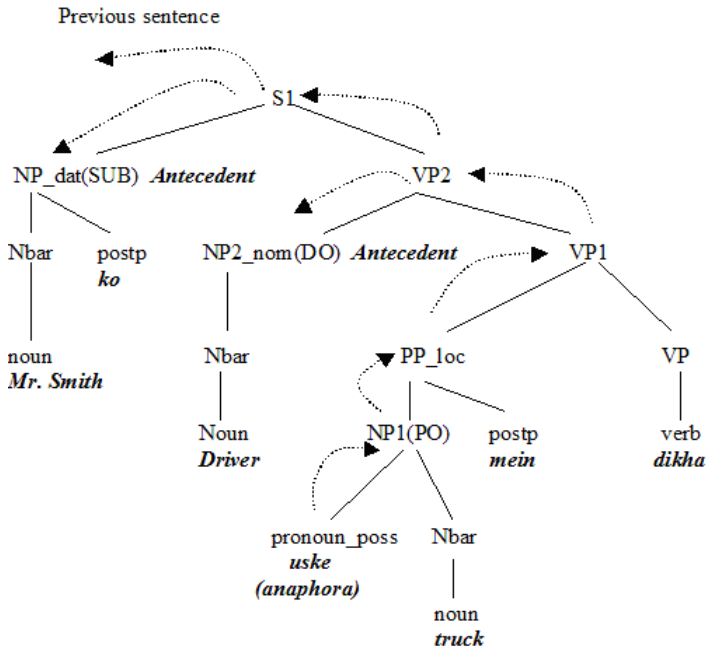 Previous sentence
S1
NP_dat(SUB) Antecedent
VP2
Nbar
postp
ko
NP2_nom(DO) Antecedent
VP1
noun
Mr. Smith
Nbar
PP_loc
VP
Noun
Driver
NP1(PO)
postp
mein
verb
dikha
pronoun_poss
uske
(anaphora)
Nbar
noun
truck